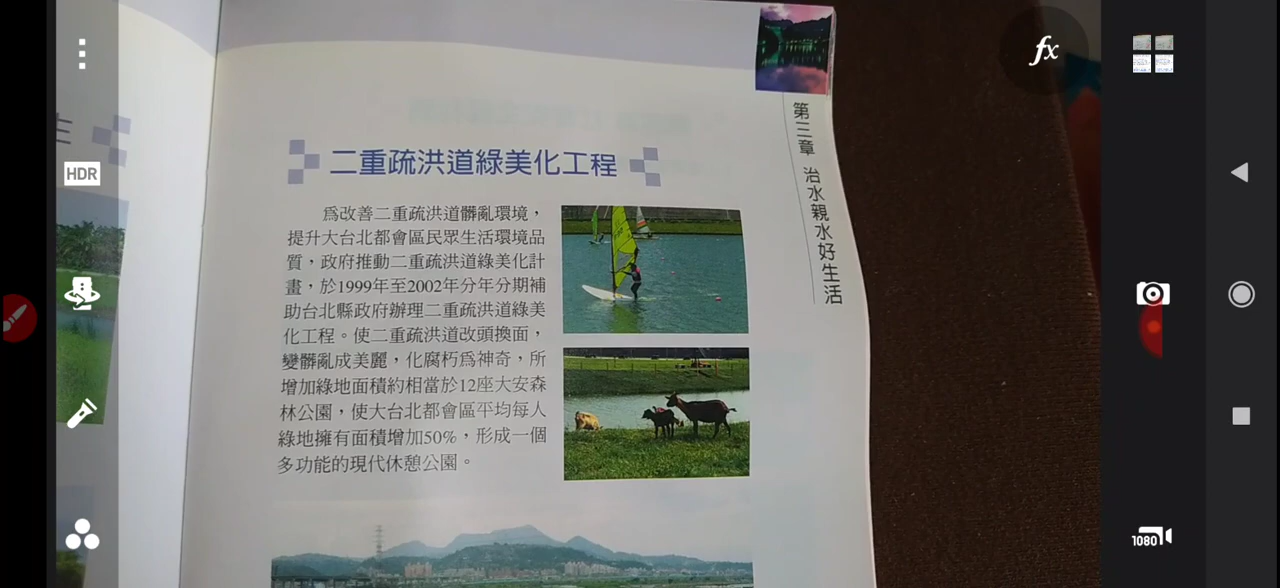 二重疏洪道綠美化工程
為改善二重疏洪道髒亂環境，
提升大台北都會區民眾生活環境品
質，政府推動二重疏洪道綠美化計
畫，於1999年至2002年分年分期補
助台北縣政府辦理二重疏洪道綠美
化工程。使二重疏洪道改頭換面，
變髒亂成美麗，化腐朽為神奇，所
增加綠地面積約相當於12座大安森
林公園，使大台北都會區平均每人
綠地擁有面積增加50%，形成一個
多功能的現代休憩公園。
第三章 治水親水好生活
HDR
fx
1080